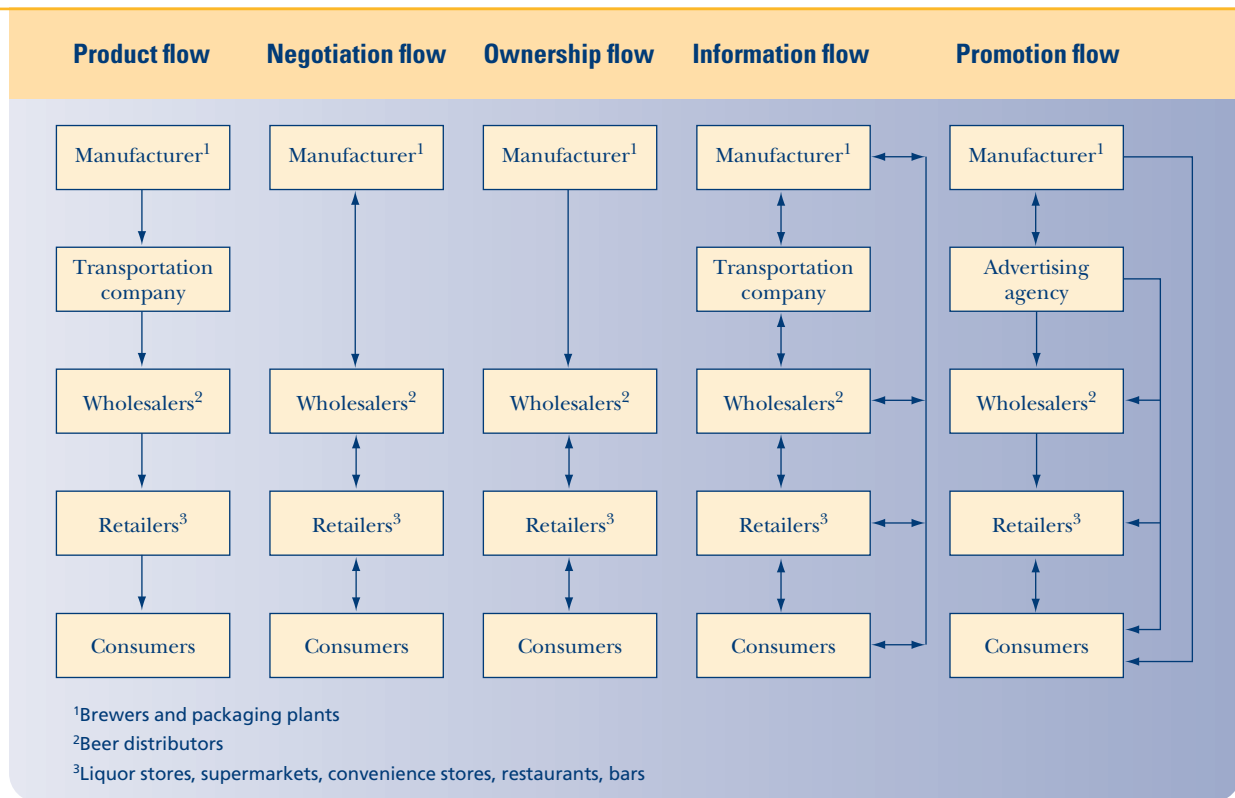 Product flow
Negotiation flow
Ownership flow
Information flow
Promotion flow
Manufacturer¹
Transportation
company
Wholesalers²
Retailers³
Consumers
Manufacturer¹
Wholesalers²
Retailers³
Consumers
Manufacturer¹
Wholesalers²
Retailers³
Consumers
Manufacturer¹
Transportation
company
Wholesalers²
Retailers³
Consumers
Manufacturer¹
Advertising
agency
Wholesalers²
Retailers³
Consumers
¹Brewers and packaging plants
²Beer distributors
³Liquor stores, supermarkets, convenience stores, restaurants, bars